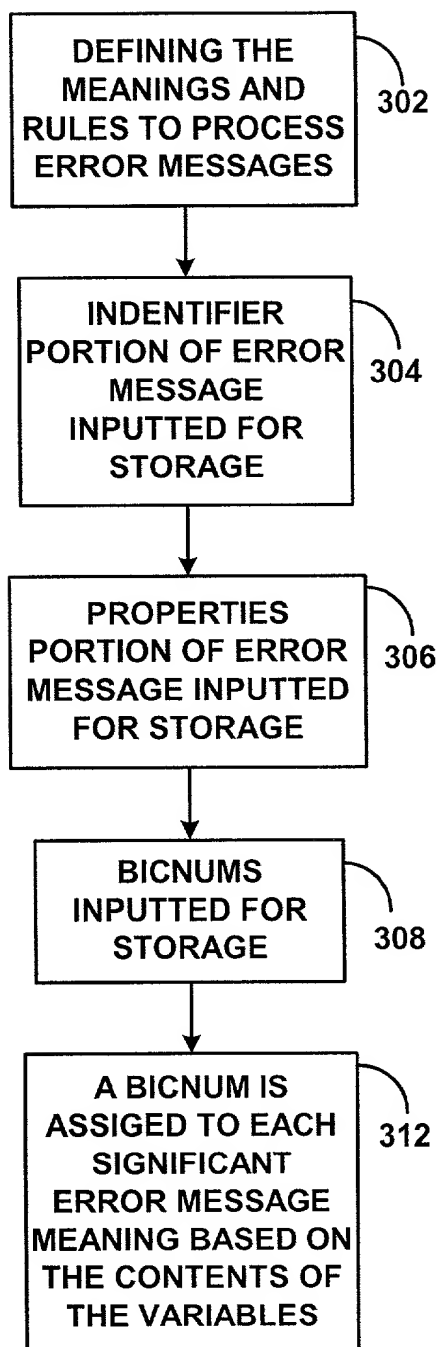 DEFINING THE
MEANINGS AND
RULES TO PROCESS
ERROR MESSAGES
302
INDENTIFIER
PORTION OF ERROR
MESSAGE
INPUTTED FOR
STORAGE
304
PROPERTIES
PORTION OF ERROR
MESSAGE INPUTTED
FOR STORAGE
306
BICNUMS
INPUTTED FOR
STORAGE
308
A BICNUM IS
ASSIGED TO EACH
SIGNIFICANT
ERROR MESSAGE
MEANING BASED ON
THE CONTENTS OF
THE VARIABLES
312